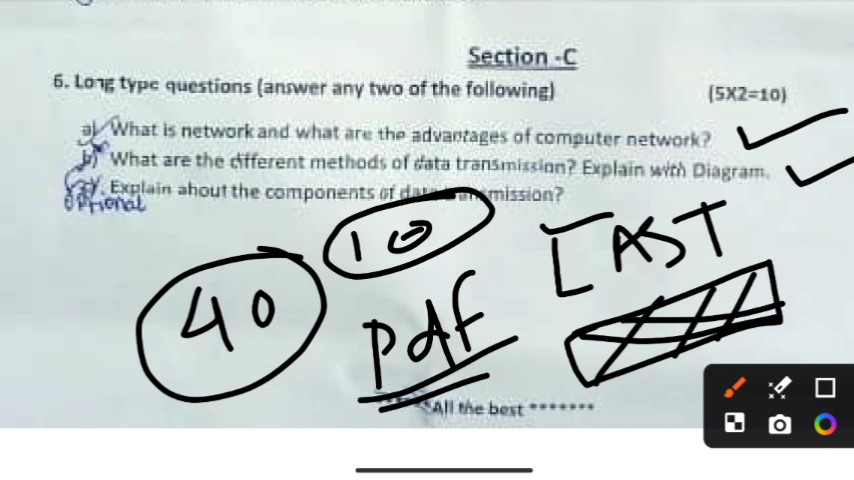 Section -C
6. Long type questions (answer any two of the following) (5X2=10)
a) What is network and what are the advantages of computer network?
b) What are the different methods of data transmission? Explain with Diagram.
Explain about the components of data transmission?
optional
10
LAST
40
Pdf
All the best *******